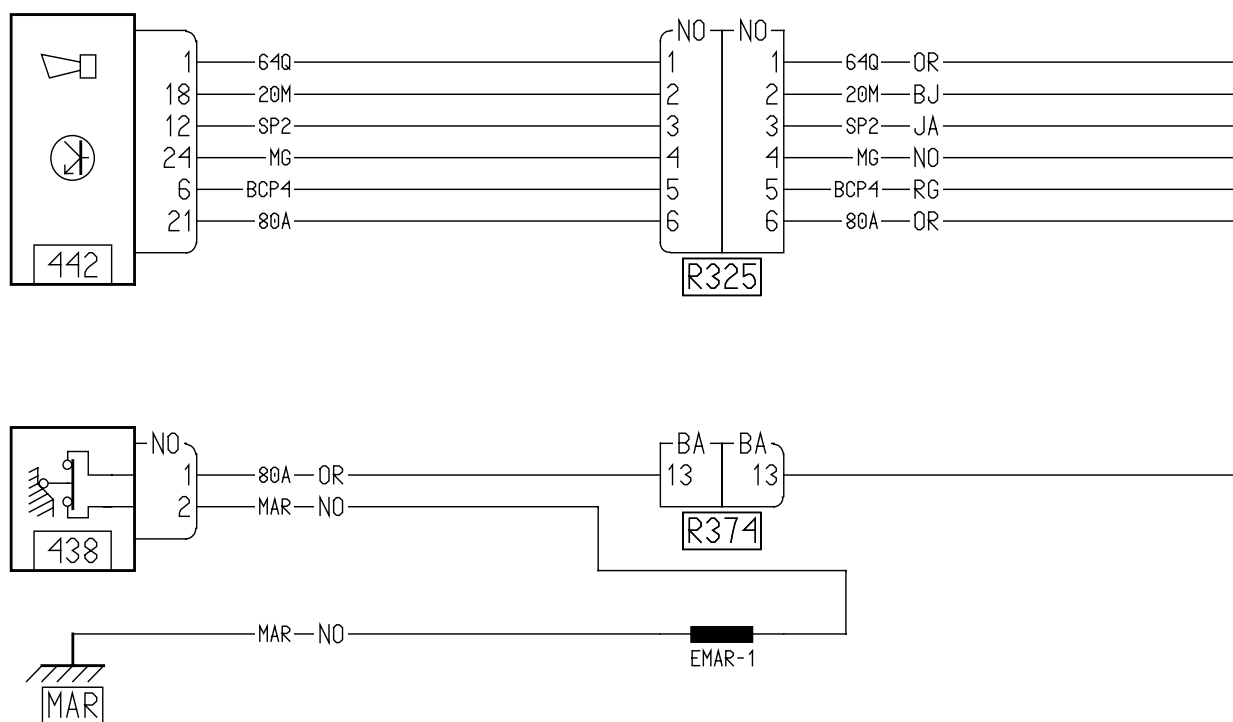 NO NO
1 64Q 1 1 64Q OR
18 20M 2 2 20M BJ
12 SP2 3 3 SP2 JA
24 MG 4 4 MG NO
6 BCP4 5 5 BCP4 RG
21 80A 6 6 80A OR
442
R325
NO BA BA
1 80A OR 13 13
2 MAR NO
438
R374
MAR NO
EMAR-1
MAR